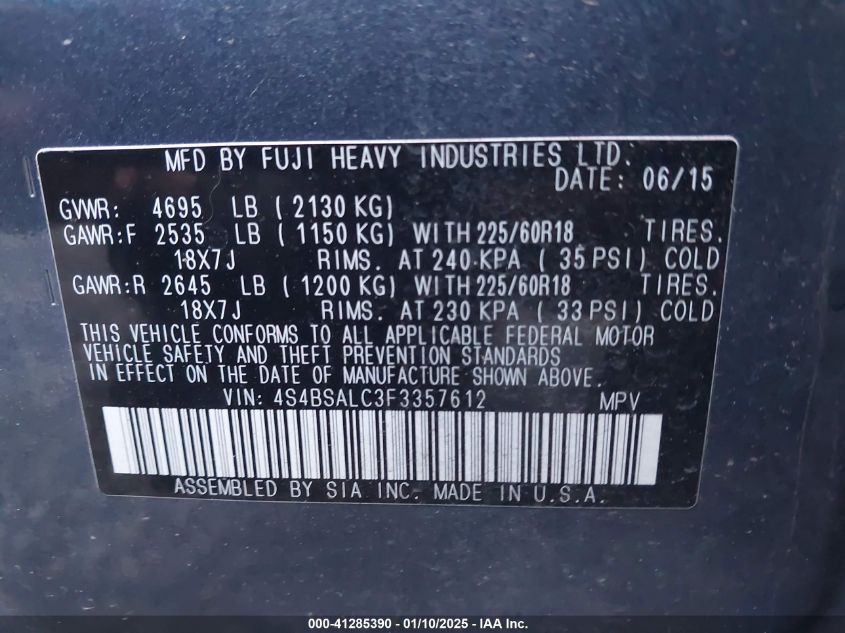 MFD BY FUJI HEAVY INDUSTRIES LTD.
DATE: 06/15
GVWR: 4695 LB ( 2130 KG)
GAWR:F 2535 LB ( 1150 KG) WITH 225/60R18 TIRES.
18X7J RIMS. AT 240 KPA ( 35 PSI) COLD
GAWR:R 2645 LB ( 1200 KG) WITH 225/60R18 TIRES.
18X7J RIMS. AT 230 KPA ( 33 PSI) COLD
THIS VEHICLE CONFORMS TO ALL APPLICABLE FEDERAL MOTOR
VEHICLE SAFETY AND THEFT PREVENTION STANDARDS
IN EFFECT ON THE DATE OF MANUFACTURE SHOWN ABOVE.
VIN: 4S4BSALC3F3357612 MPV
ASSEMBLED BY SIA INC. MADE IN U.S.A.
000-41285390 - 01/10/2025 - IAA Inc.